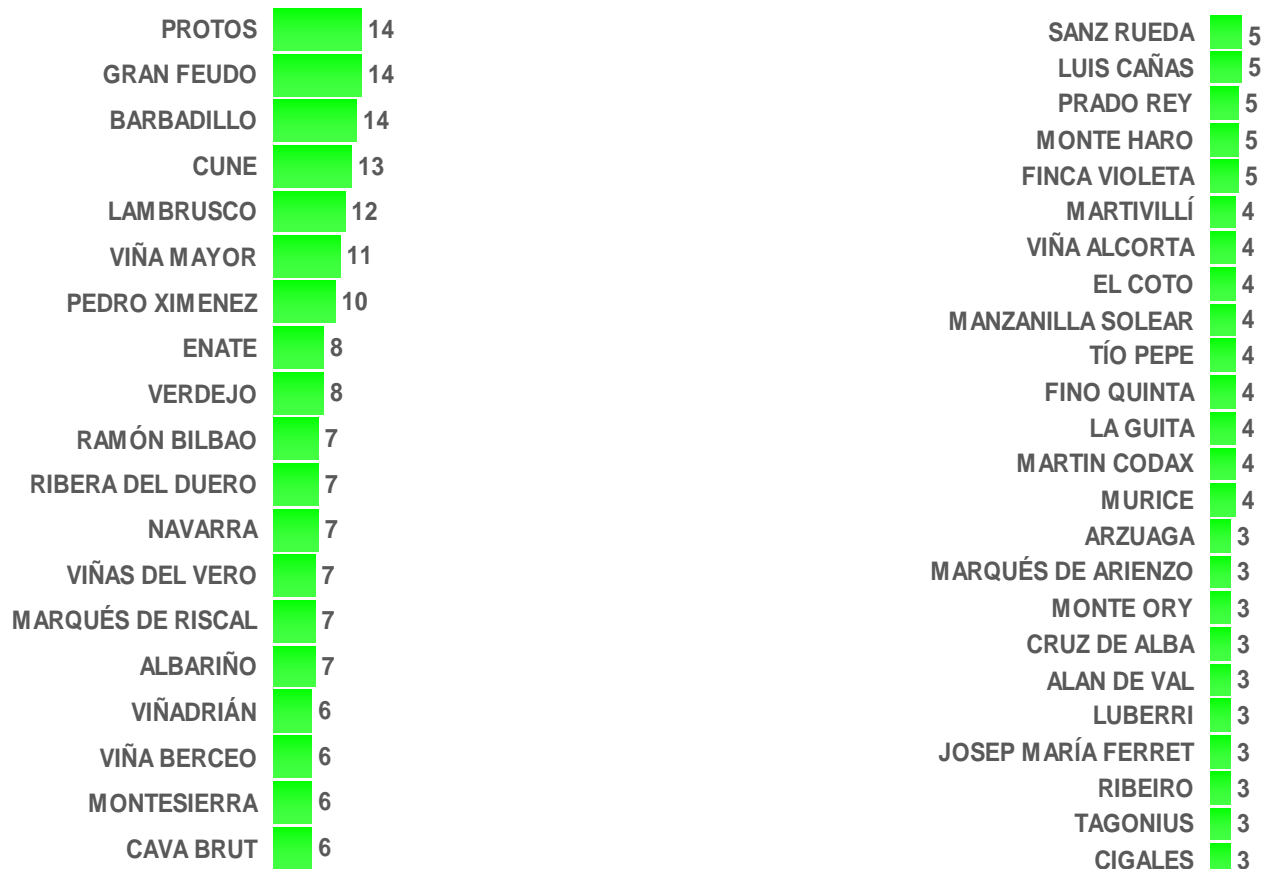 PROTOS 14
GRAN FEUDO 14
BARBADILLO 14
CUNE 13
LAMBRUSCO 12
VIÑA MAYOR 11
PEDRO XIMENEZ 10
ENATE 8
VERDEJO 8
RAMÓN BILBAO 7
RIBERA DEL DUERO 7
NAVARRA 7
VIÑAS DEL VERO 7
MARQUÉS DE RISCAL 7
ALBARIÑO 7
VIÑADRIÁN 6
VIÑA BERCEO 6
MONTESIERRA 6
CAVA BRUT 6
SANZ RUEDA 5
LUIS CAÑAS 5
PRADO REY 5
MONTE HARO 5
FINCA VIOLETA 5
MARTIVILLÍ 4
VIÑA ALCORTA 4
EL COTO 4
MANZANILLA SOLEAR 4
TÍO PEPE 4
FINO QUINTA 4
LA GUITA 4
MARTIN CODAX 4
MURICE 4
ARZUAGA 3
MARQUÉS DE ARIENZO 3
MONTE ORY 3
CRUZ DE ALBA 3
ALAN DE VAL 3
LUBERRI 3
JOSEP MARÍA FERRET 3
RIBEIRO 3
TAGONIUS 3
CIGALES 3